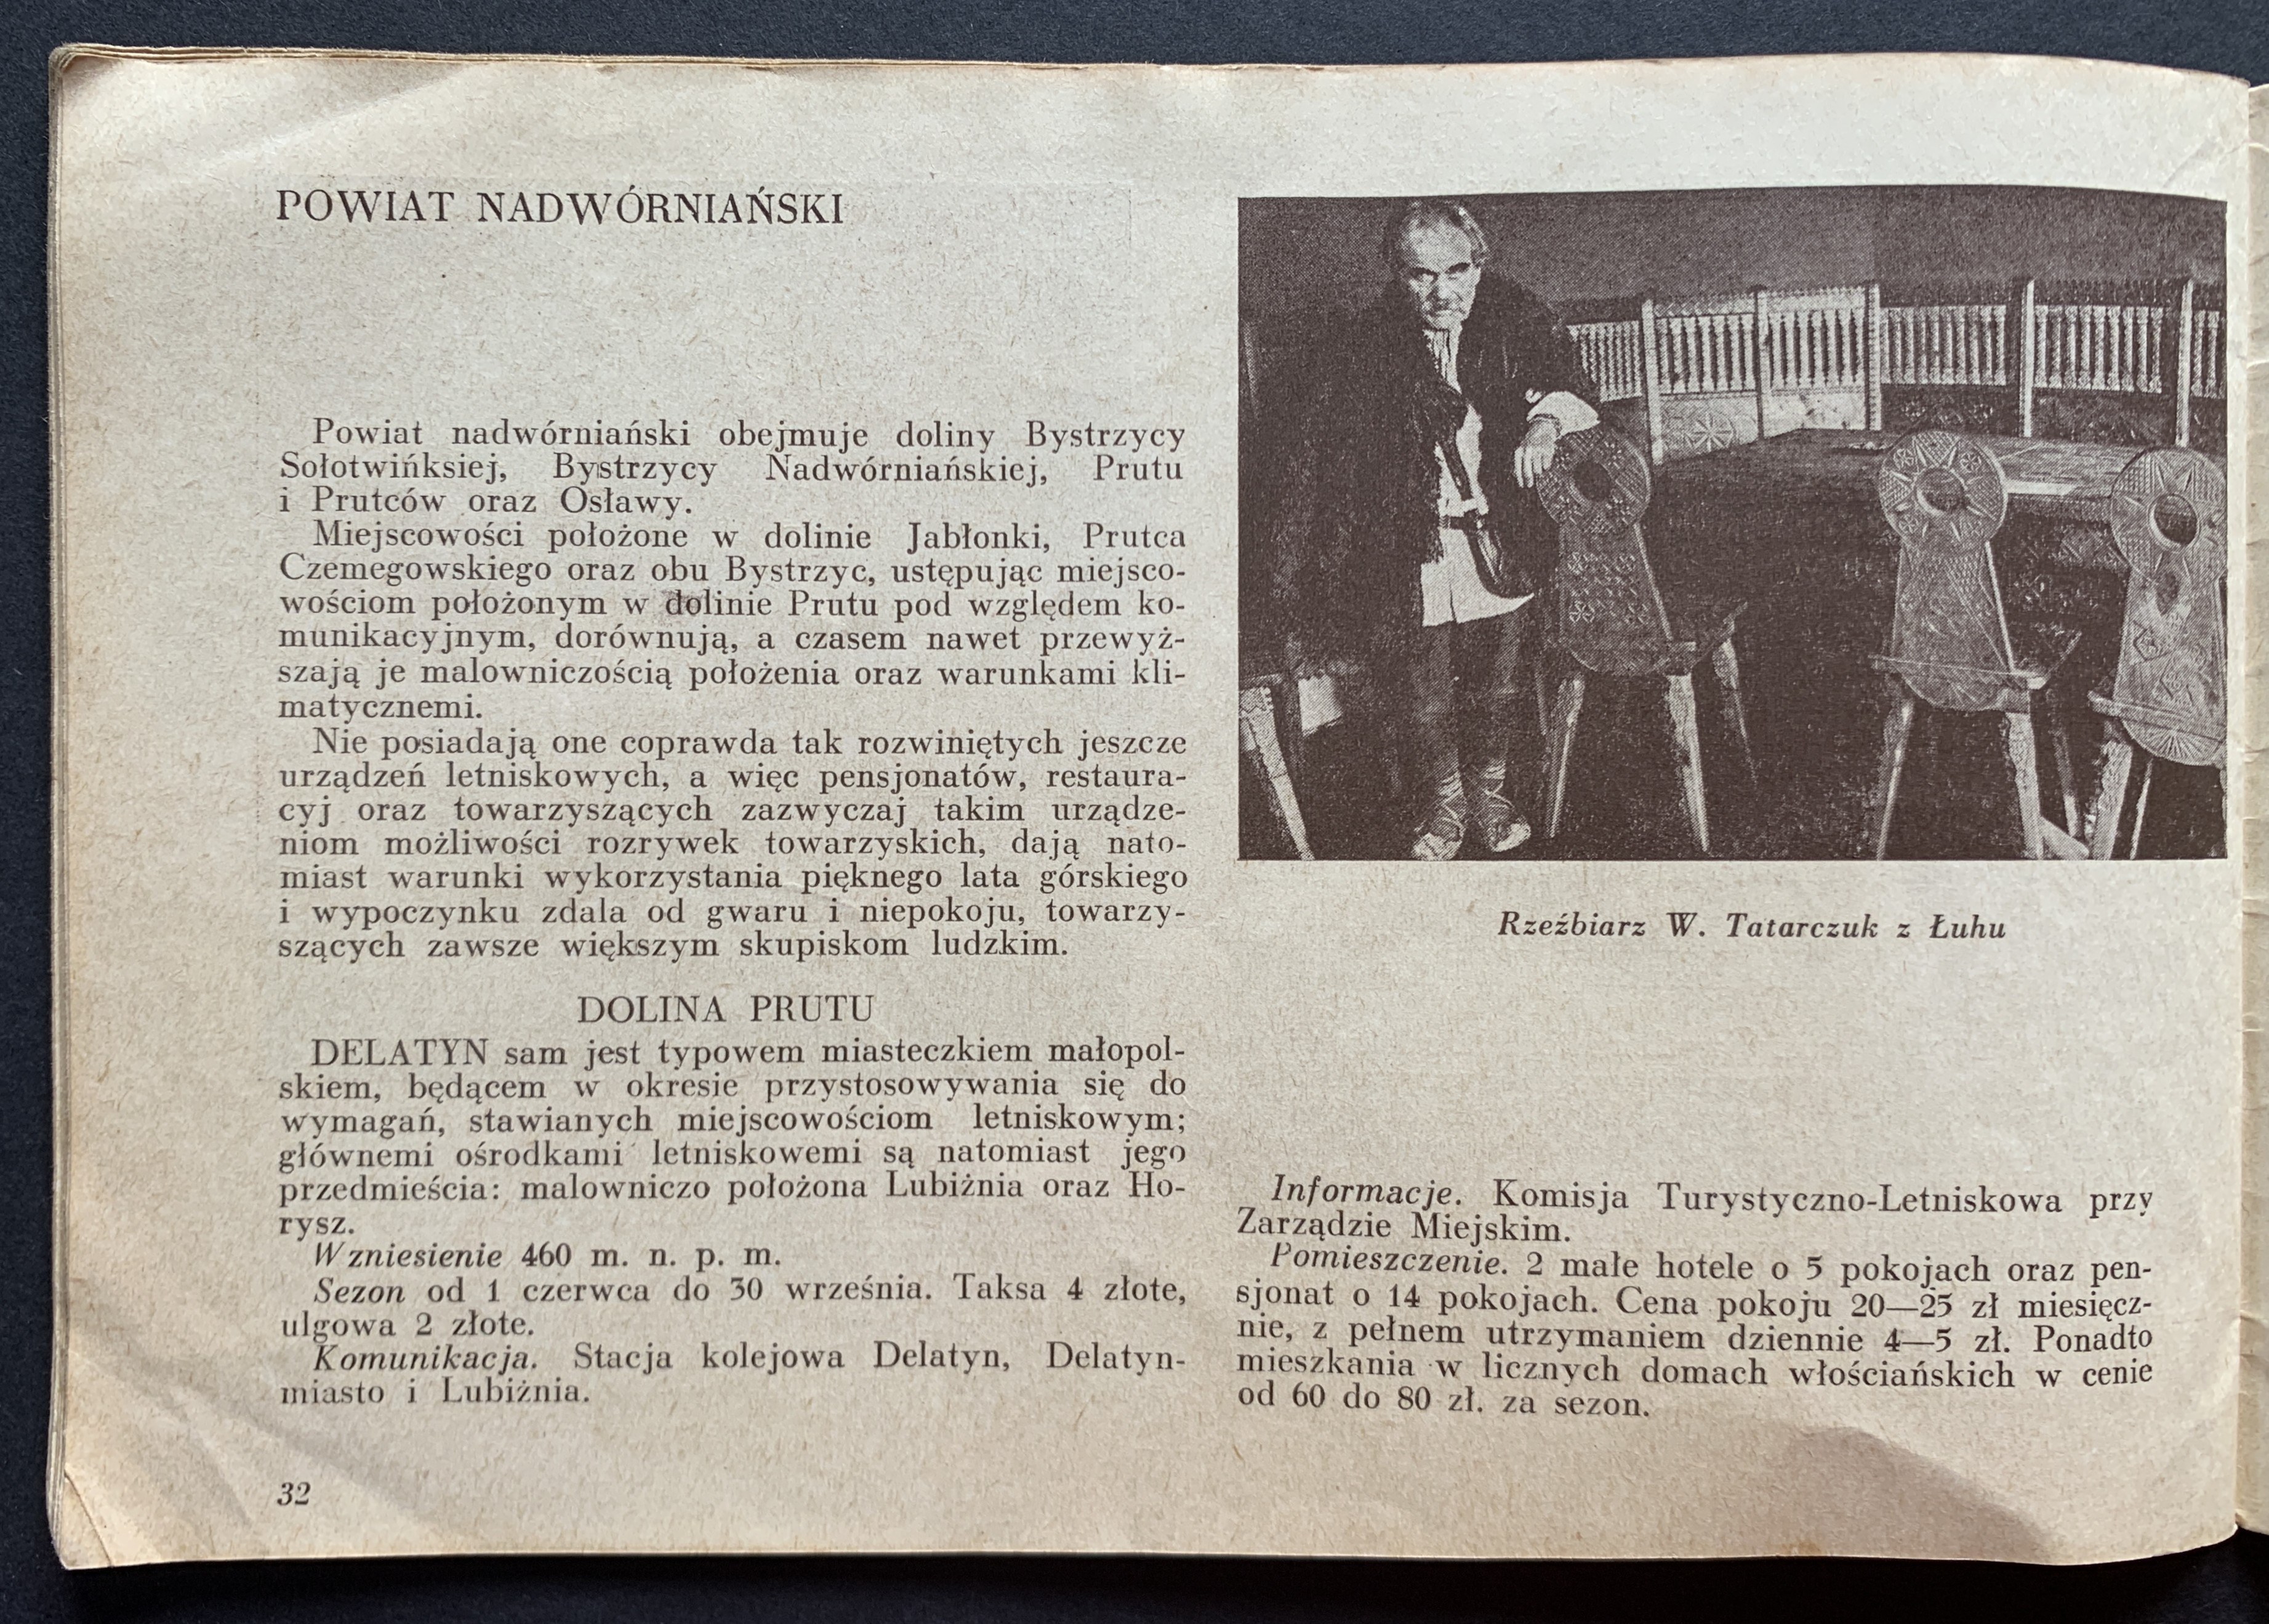 POWIAT NADWÓRNIAŃSKI
Powiat nadwórniański obejmuje doliny Bystrzycy
Sołotwińksiej, Bystrzycy Nadwórniańskiej, Prutu
i Prutców oraz Osławy.
Miejscowości położone w dolinie Jabłonki, Prutca
Czemegowskiego oraz obu Bystrzyc, ustępując miejsco-
wościom położonym w dolinie Prutu pod względem ko-
munikacyjnym, dorównują, a czasem nawet przewyż-
szają je malowniczością położenia oraz warunkami kli-
matycznemi.
Nie posiadają one coprawda tak rozwiniętych jeszcze
urządzeń letniskowych, a więc pensjonatów, restaura-
cyj oraz towarzyszących zazwyczaj takim urządze-
niom możliwości rozrywek towarzyskich, dają nato-
miast warunki wykorzystania pięknego lata górskiego
i wypoczynku zdala od gwaru i niepokoju, towarzy-
szących zawsze większym skupiskom ludzkim.
DOLINA PRUTU
DELATYN sam jest typowem miasteczkiem małopol-
skiem, będącem w okresie przystosowywania się do
wymagań, stawianych miejscowościom letniskowym;
głównemi ośrodkami letniskowemi są natomiast jego
przedmieścia: malowniczo położona Lubiżnia oraz Ho-
rysz.
Wzniesienie 460 m. n. p. m.
Sezon od 1 czerwca do 30 września. Taksa 4 złote,
ulgowa 2 złote.
Komunikacja. Stacja kolejowa Delatyn, Delatyn-
miasto i Lubiżnia.
32
Rzeźbiarz W. Tatarczuk z Łuhu
Informacje. Komisja Turystyczno-Letniskowa przy
Zarządzie Miejskim.
Pomieszczenie. 2 małe hotele o 5 pokojach oraz pen-
sjonat o 14 pokojach. Cena pokoju 20—25 zł miesięcz-
nie, z pełnem utrzymaniem dziennie 4—5 zł. Ponadto
mieszkania w licznych domach włościańskich w cenie
od 60 do 80 zł. za sezon.